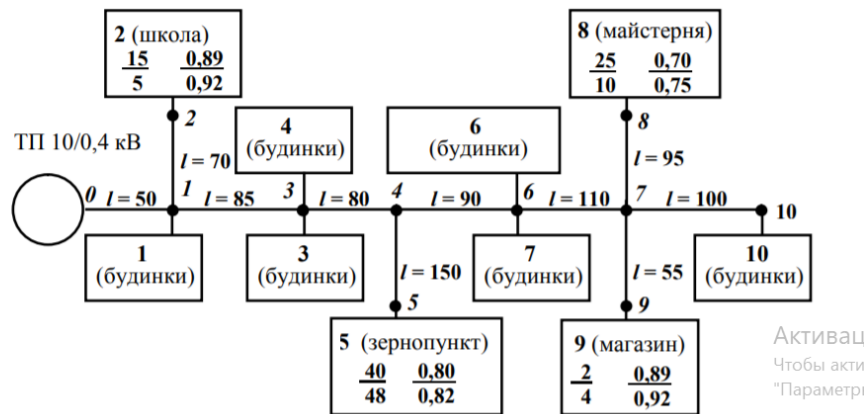 2 (школа)
15 0,89
5 0,92
8 (майстерня)
25 0,70
10 0,75
2
4
(будинки)
6
(будинки)
8
ТП 10/0,4 кВ
l = 70
l = 95
0 l = 50 1 l = 85 3 l = 80 4 l = 90 6 l = 110 7 l = 100 10
1
(будинки)
3
(будинки)
l = 150
7
(будинки)
l = 55
10
(будинки)
5
9
5 (зернопункт)
40 0,80
48 0,82
9 (магазин)
2 0,89
4 0,92
Активац
Чтобы акти
"Параметр